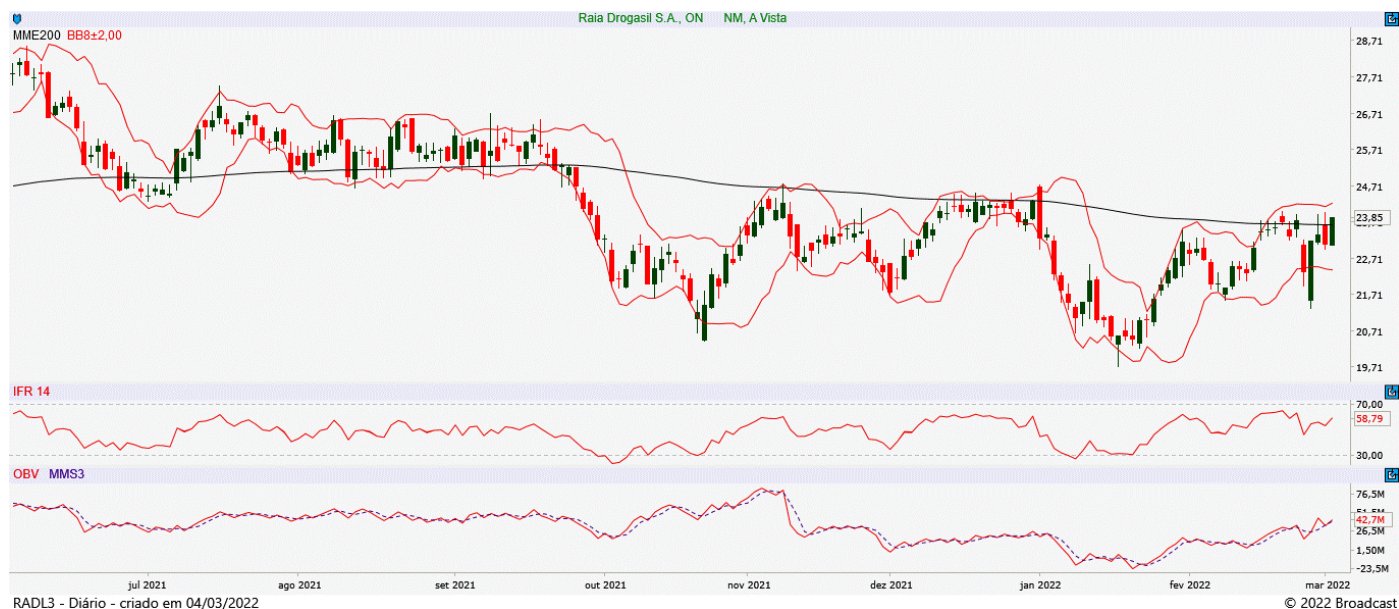 Raia Drogasil S.A., ON NM, A Vista
MME200 BB8±2,00
28,71
27,71
26,71
25,71
24,71
23,85
22,71
21,71
20,71
19,71
IFR 14
70,00
58,79
30,00
OBV MMS3
76,5M
51,5M
42,7M
26,5M
1,50M
-23,5M
jul 2021 ago 2021 set 2021 out 2021 nov 2021 dez 2021 jan 2022 fev 2022 mar 2022
RADL3 - Diário - criado em 04/03/2022 © 2022 Broadcast